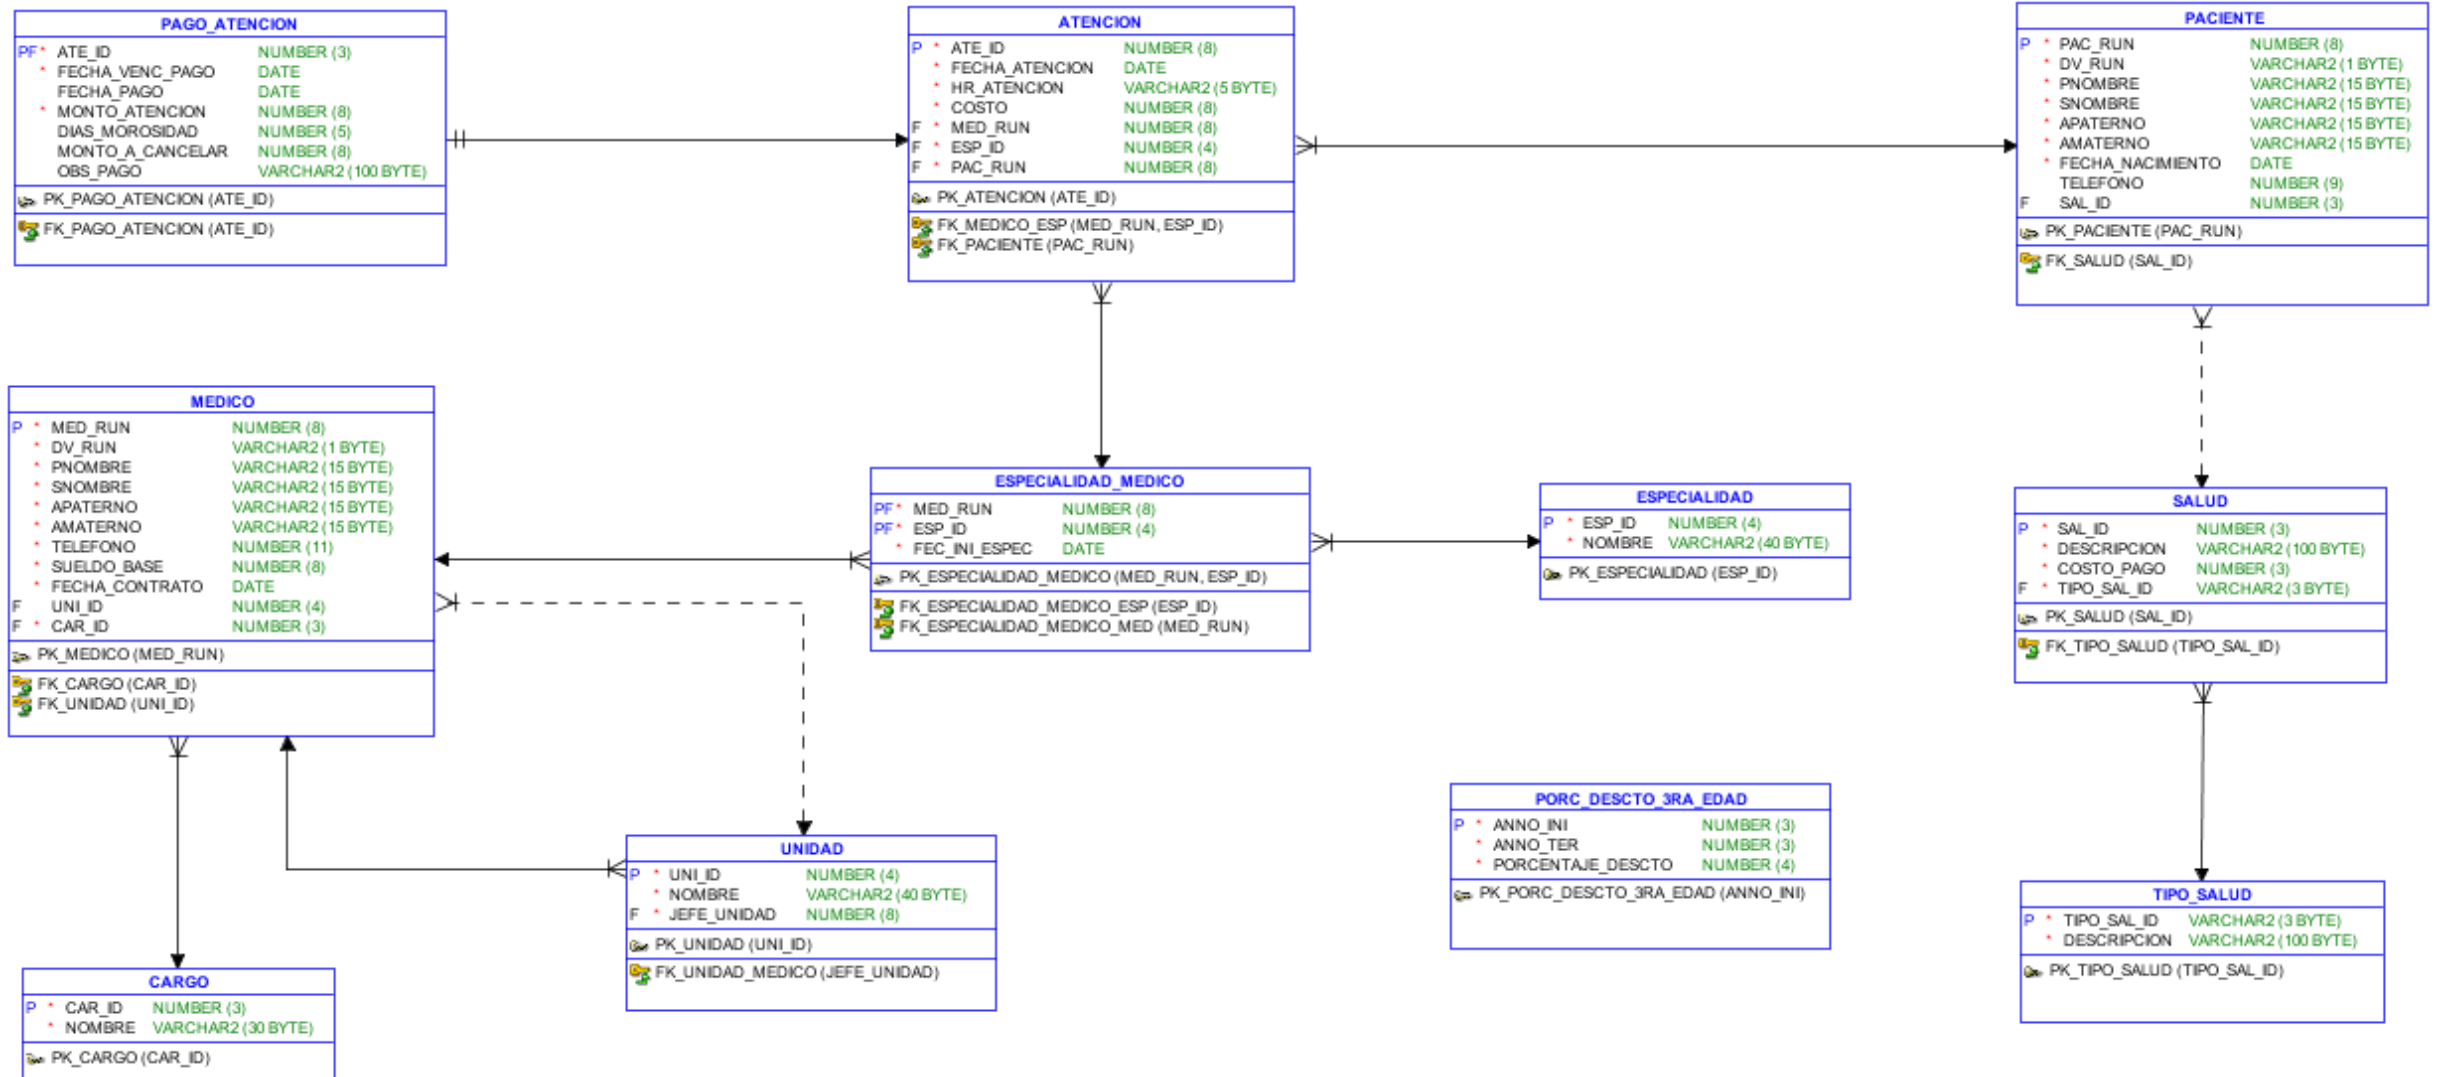 PAGO_ATENCION
PF * ATE_ID NUMBER (3)
* FECHA_VENC_PAGO DATE
FECHA_PAGO DATE
* MONTO_ATENCION NUMBER (8)
DIAS_MOROSIDAD NUMBER (5)
MONTO_A_CANCELAR NUMBER (8)
OBS_PAGO VARCHAR2 (100 BYTE)
PK_PAGO_ATENCION (ATE_ID)
FK_PAGO_ATENCION (ATE_ID)
ATENCION
P * ATE_ID NUMBER (8)
* FECHA_ATENCION DATE
* HR_ATENCION VARCHAR2 (5 BYTE)
* COSTO NUMBER (8)
F * MED_RUN NUMBER (8)
F * ESP_ID NUMBER (4)
F * PAC_RUN NUMBER (8)
PK_ATENCION (ATE_ID)
FK_MEDICO_ESP (MED_RUN, ESP_ID)
FK_PACIENTE (PAC_RUN)
PACIENTE
P * PAC_RUN NUMBER (8)
* DV_RUN VARCHAR2 (1 BYTE)
* PNOMBRE VARCHAR2 (15 BYTE)
* SNOMBRE VARCHAR2 (15 BYTE)
* APATERNO VARCHAR2 (15 BYTE)
* AMATERNO VARCHAR2 (15 BYTE)
* FECHA_NACIMIENTO DATE
TELEFONO NUMBER (9)
F SAL_ID NUMBER (3)
PK_PACIENTE (PAC_RUN)
FK_SALUD (SAL_ID)
MEDICO
P * MED_RUN NUMBER (8)
* DV_RUN VARCHAR2 (1 BYTE)
* PNOMBRE VARCHAR2 (15 BYTE)
* SNOMBRE VARCHAR2 (15 BYTE)
* APATERNO VARCHAR2 (15 BYTE)
* AMATERNO VARCHAR2 (15 BYTE)
* TELEFONO NUMBER (11)
* SUELDO_BASE NUMBER (8)
* FECHA_CONTRATO DATE
F UNI_ID NUMBER (4)
F * CAR_ID NUMBER (3)
PK_MEDICO (MED_RUN)
FK_CARGO (CAR_ID)
FK_UNIDAD (UNI_ID)
ESPECIALIDAD_MEDICO
PF * MED_RUN NUMBER (8)
PF * ESP_ID NUMBER (4)
* FEC_INI_ESPEC DATE
PK_ESPECIALIDAD_MEDICO (MED_RUN, ESP_ID)
FK_ESPECIALIDAD_MEDICO_ESP (ESP_ID)
FK_ESPECIALIDAD_MEDICO_MED (MED_RUN)
ESPECIALIDAD
P * ESP_ID NUMBER (4)
* NOMBRE VARCHAR2 (40 BYTE)
PK_ESPECIALIDAD (ESP_ID)
SALUD
P * SAL_ID NUMBER (3)
* DESCRIPCION VARCHAR2 (100 BYTE)
* COSTO_PAGO NUMBER (3)
F * TIPO_SAL_ID VARCHAR2 (3 BYTE)
PK_SALUD (SAL_ID)
FK_TIPO_SALUD (TIPO_SAL_ID)
UNIDAD
P * UNI_ID NUMBER (4)
* NOMBRE VARCHAR2 (40 BYTE)
F * JEFE_UNIDAD NUMBER (8)
PK_UNIDAD (UNI_ID)
FK_UNIDAD_MEDICO (JEFE_UNIDAD)
PORC_DESCTO_3RA_EDAD
P * ANNO_INI NUMBER (3)
* ANNO_TER NUMBER (3)
* PORCENTAJE_DESCTO NUMBER (4)
PK_PORC_DESCTO_3RA_EDAD (ANNO_INI)
TIPO_SALUD
P * TIPO_SAL_ID VARCHAR2 (3 BYTE)
* DESCRIPCION VARCHAR2 (100 BYTE)
PK_TIPO_SALUD (TIPO_SAL_ID)
CARGO
P * CAR_ID NUMBER (3)
* NOMBRE VARCHAR2 (30 BYTE)
PK_CARGO (CAR_ID)